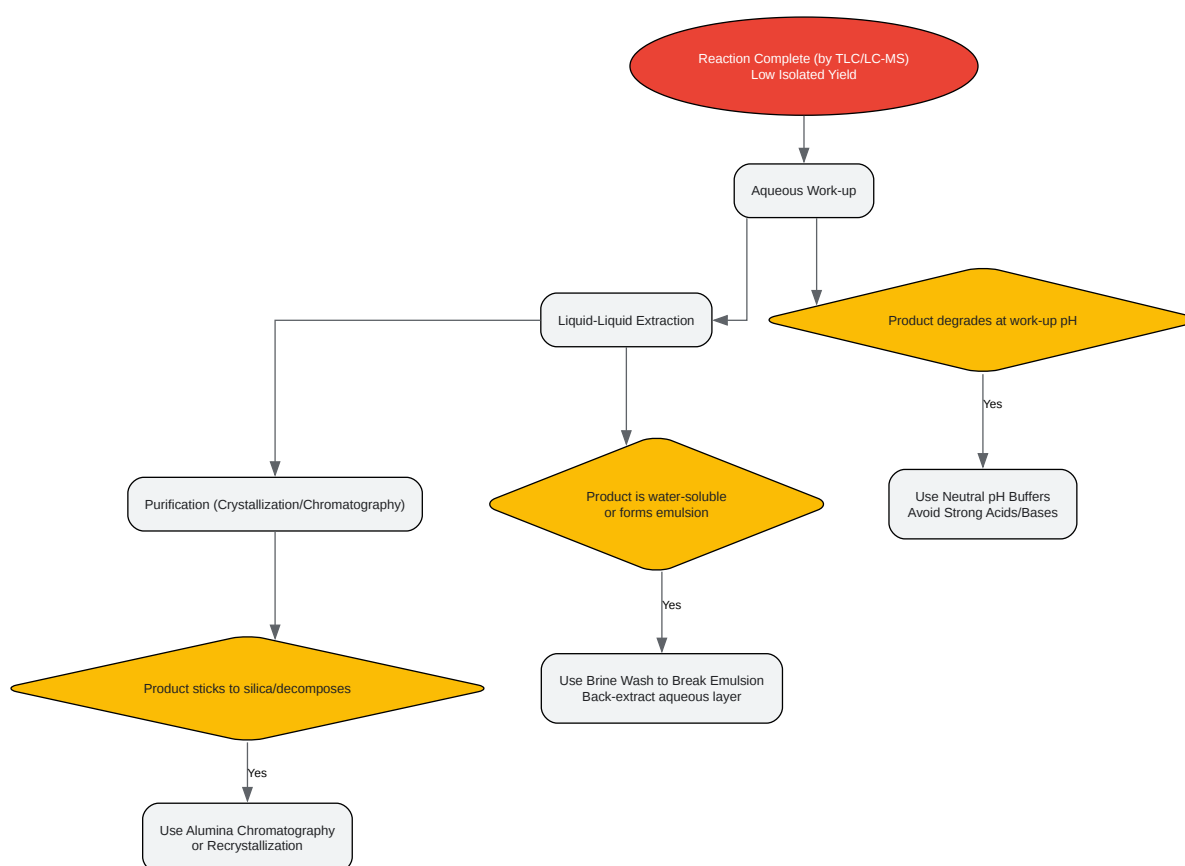 Reaction Complete (by TLC/LC-MS)
Low Isolated Yield
Aqueous Work-up
Liquid-Liquid Extraction
Product degrades at work-up pH
Yes
Purification (Crystallization/Chromatography)
Product is water-soluble
or forms emulsion
Use Neutral pH Buffers
Avoid Strong Acids/Bases
Yes
Product sticks to silica/decomposes
Use Brine Wash to Break Emulsion
Back-extract aqueous layer
Yes
Use Alumina Chromatography
or Recrystallization